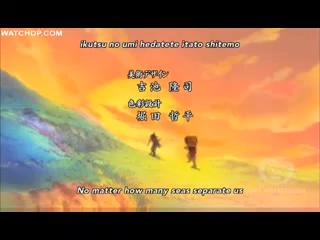 WATCHOP.COM
ikutsu no umi hedatete itato shitemo
美術デザイン
吉池 隆司
色彩設計
堀田 哲平
No matter how many seas separate us